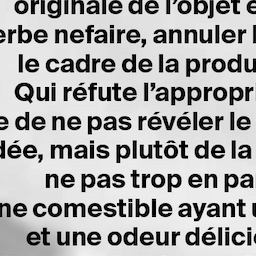 originale de l'objet e
erbe nefaire, annuler l
le cadre de la produ
Qui réfute l'appropri
e de ne pas révéler le
dée, mais plutôt de la
ne pas trop en pa
ne comestible ayant u
et une odeur délici